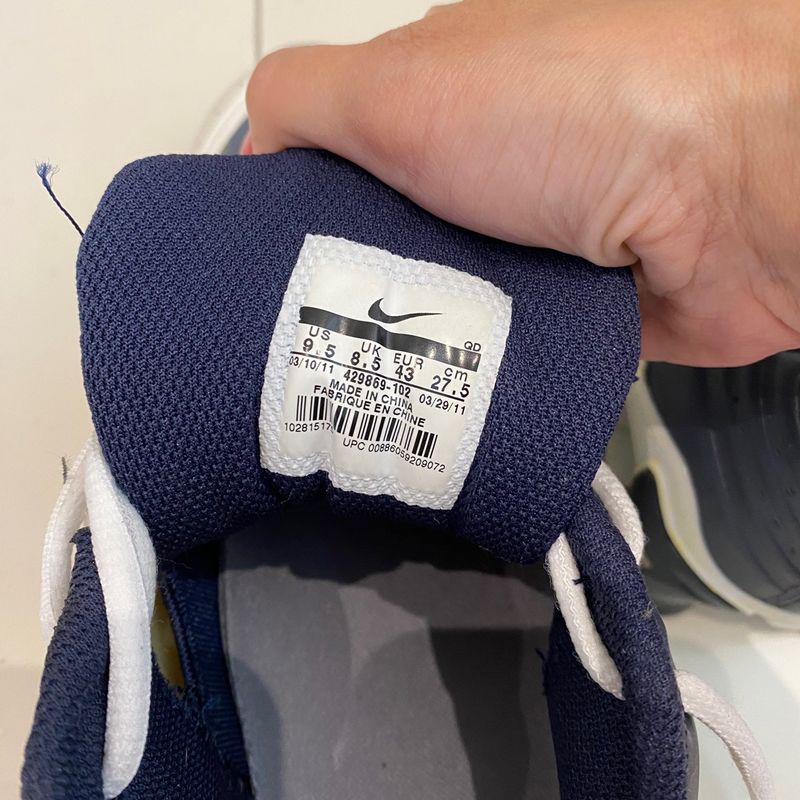 QD
US UK EUR cm
9.5 8.5 43 27.5
03/10/11 429869-102 03/29/11
MADE IN CHINA
FABRIQUE EN CHINE
UPC 00886059209072